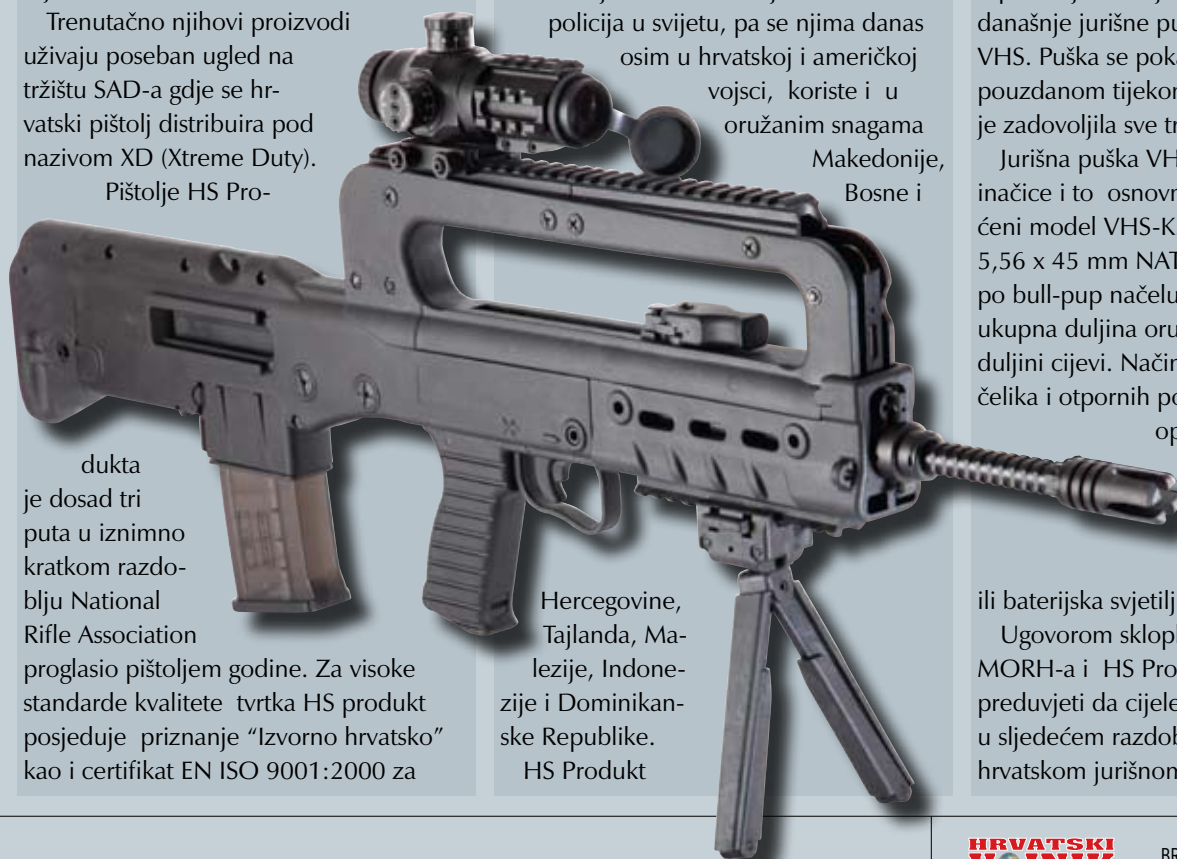 Trenutačno njihovi proizvodi
uživaju poseban ugled na
tržištu SAD-a gdje se hr-
vatski pištolj distribuira pod
nazivom XD (Xtreme Duty).
Pištolje HS Pro-
dukta
je dosad tri
puta u iznimno
kratkom razdo-
blju National
Rifle Association
proglasio pištoljem godine. Za visoke
standarde kvalitete tvrtka HS produkt
posjeduje priznanje “Izvorno hrvatsko”
kao i certifikat EN ISO 9001:2000 za
policija u svijetu, pa se njima danas
osim u hrvatskoj i američkoj
vojsci, koriste i u
oružanim snagama
Makedonije,
Bosne i
Hercegovine,
Tajlanda, Ma-
lezije, Indone-
zije i Dominikan-
ske Republike.
HS Produkt
današnje jurišne pu
VHS. Puška se poka
pouzdanom tijekor
je zadovoljila sve tr
Jurišna puška VH
inačice i to osnovr
ćeni model VHS-K
5,56 x 45 mm NAT
po bull-pup načelu
ukupna duljina oru
duljini cijevi. Načir
čelika i otpornih po
op
ili baterijska svjetilj
Ugovorom sklopl
MORH-a i HS Pro
preduvjeti da cijele
u sljedećem razdob
hrvatskom jurišnom
HRVATSKI
BR